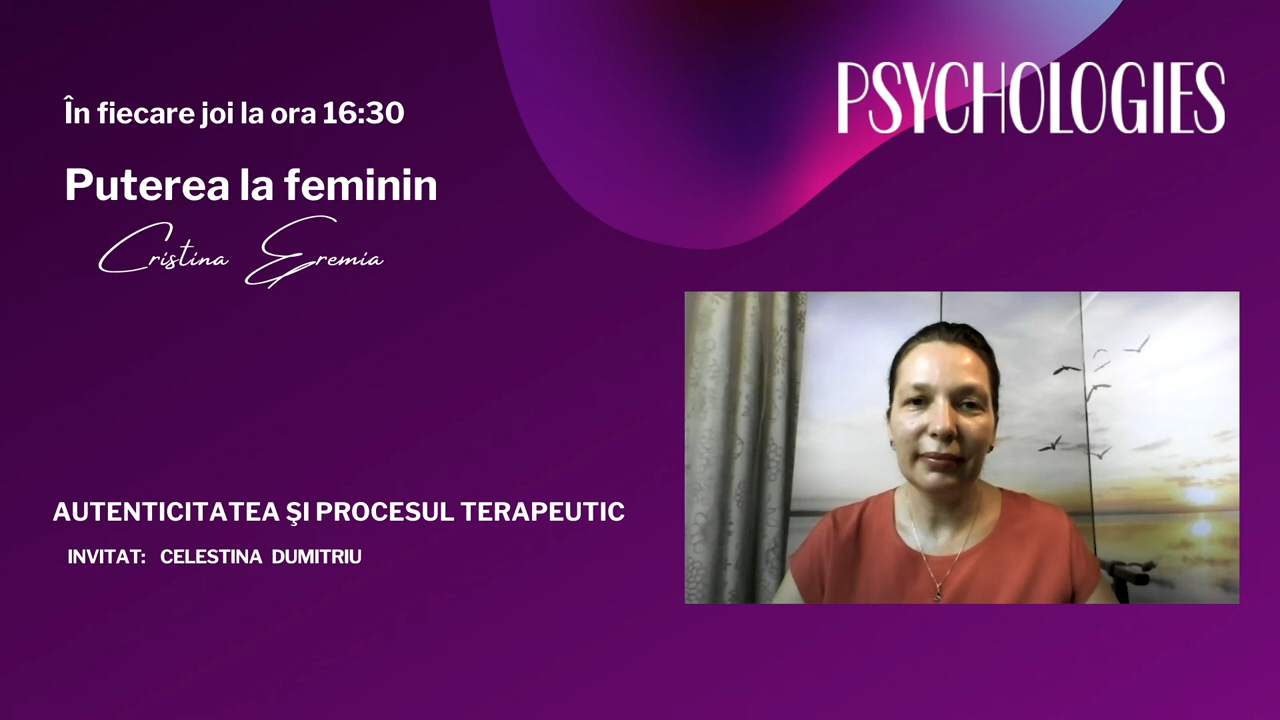 În fiecare joi la ora 16:30
PSYCHOLOGIES
Puterea la feminin
Cristina Eremia
AUTENTICITATEA ŞI PROCESUL TERAPEUTIC
INVITAT: CELESTINA DUMITRIU